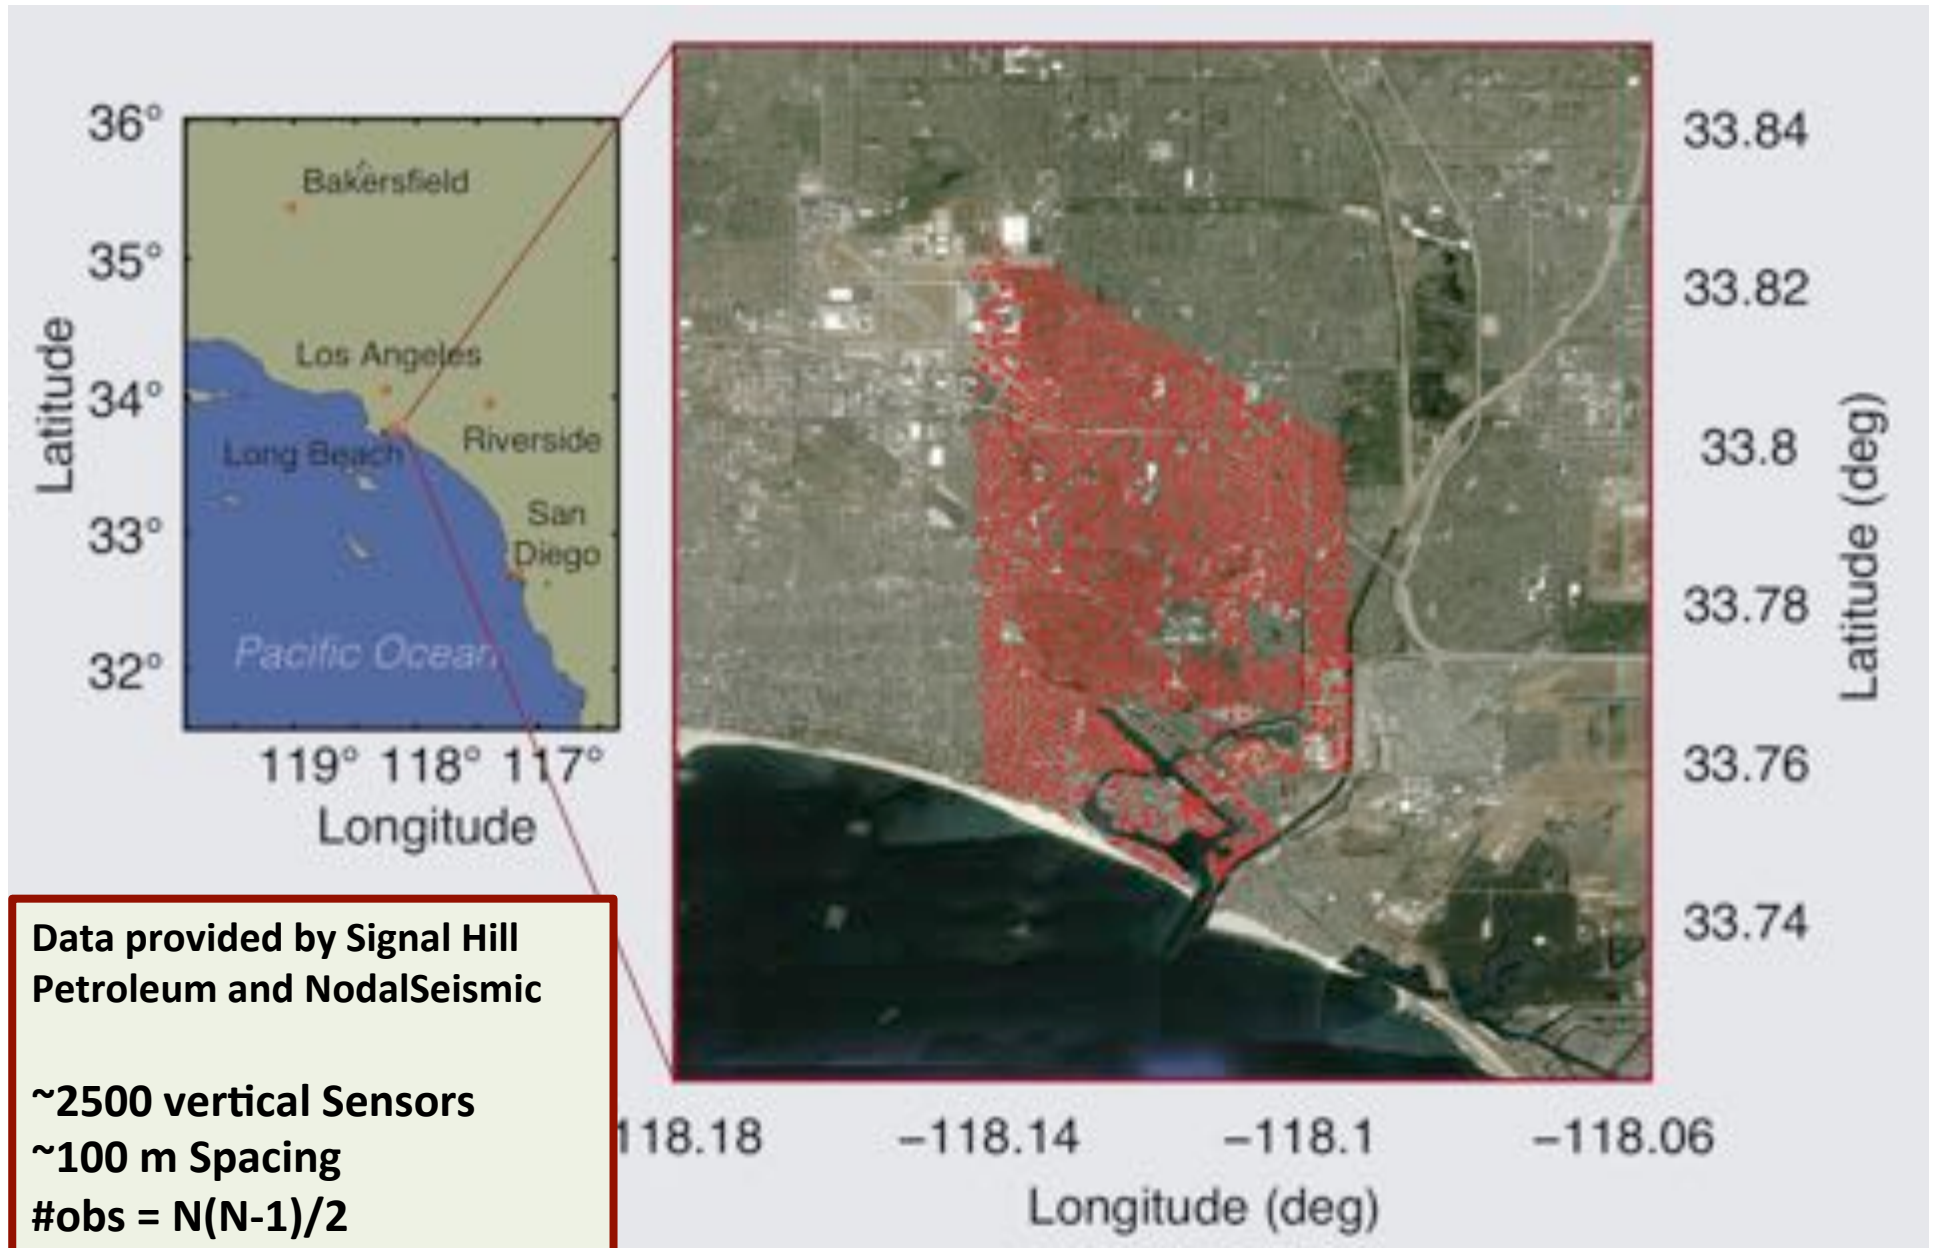 36°
35°
34°
33°
32°
Latitude
Bakersfield
Los Angeles
Long Beach
Riverside
San
Diego
Pacific Ocean
119° 118° 117°
Longitude
33.84
33.82
33.8
33.78
33.76
33.74
Latitude (deg)
118.18 −118.14 −118.1 −118.06
Longitude (deg)
Data provided by Signal Hill
Petroleum and NodalSeismic
~2500 vertical Sensors
~100 m Spacing
#obs = N(N-1)/2